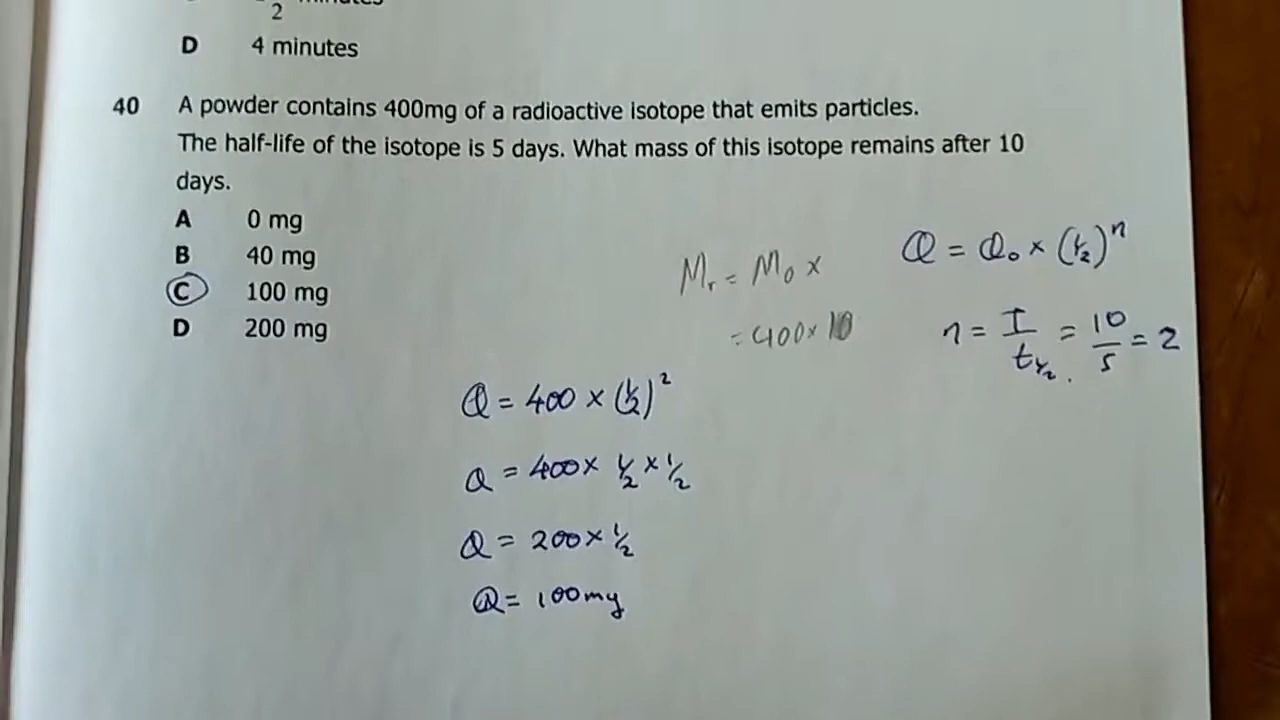 2
D 4 minutes
40 A powder contains 400mg of a radioactive isotope that emits particles.
The half-life of the isotope is 5 days. What mass of this isotope remains after 10
days.
A 0 mg
B 40 mg
C 100 mg
D 200 mg
Mr = M0 ×
= 400 × 10
Q = Q0 × (1/2)^n
n = T/t1/2 = 10/5 = 2
Q = 400 × (1/2)^2
Q = 400 × 1/2 × 1/2
Q = 200 × 1/2
Q = 100mg